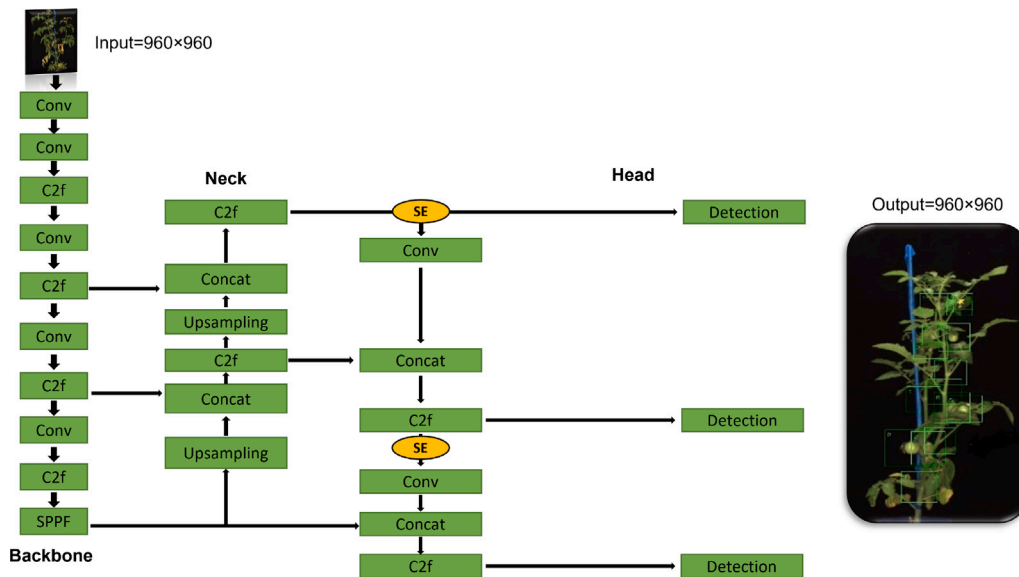 Input=960×960
Conv
Conv
C2f
Conv
C2f
Conv
C2f
Conv
C2f
SPPF
Backbone
Neck
C2f
Concat
Upsampling
C2f
Concat
Upsampling
SE
Conv
Concat
C2f
SE
Conv
Concat
C2f
Head
Detection
Detection
Detection
Output=960×960